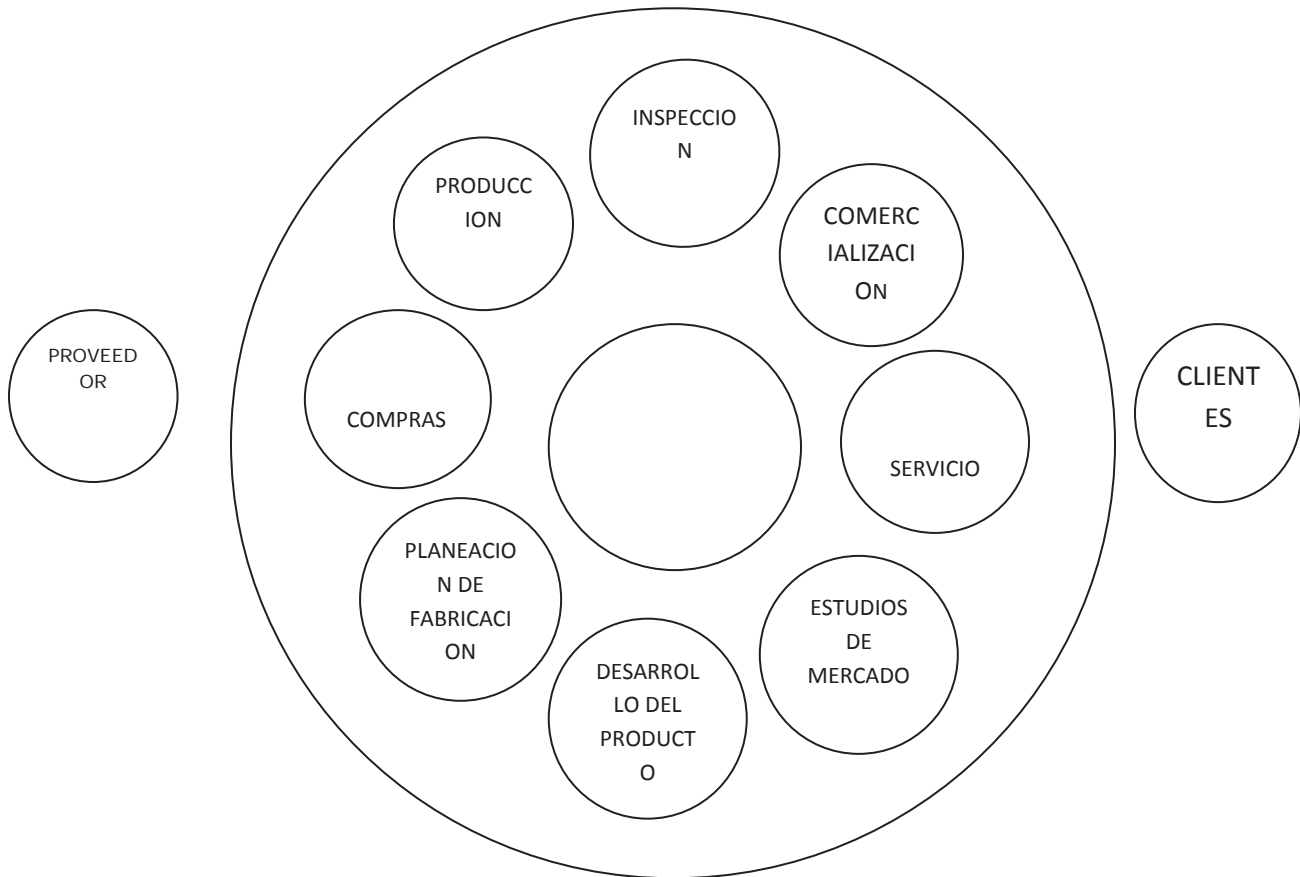 INSPECCIO
N
PRODUCC
ION
COMERC
IALIZACI
ON
PROVEED
OR
COMPRAS
CLIENT
ES
SERVICIO
PLANEACIO
N DE
FABRICACI
ON
ESTUDIOS
DE
MERCADO
DESARROL
LO DEL
PRODUCT
O